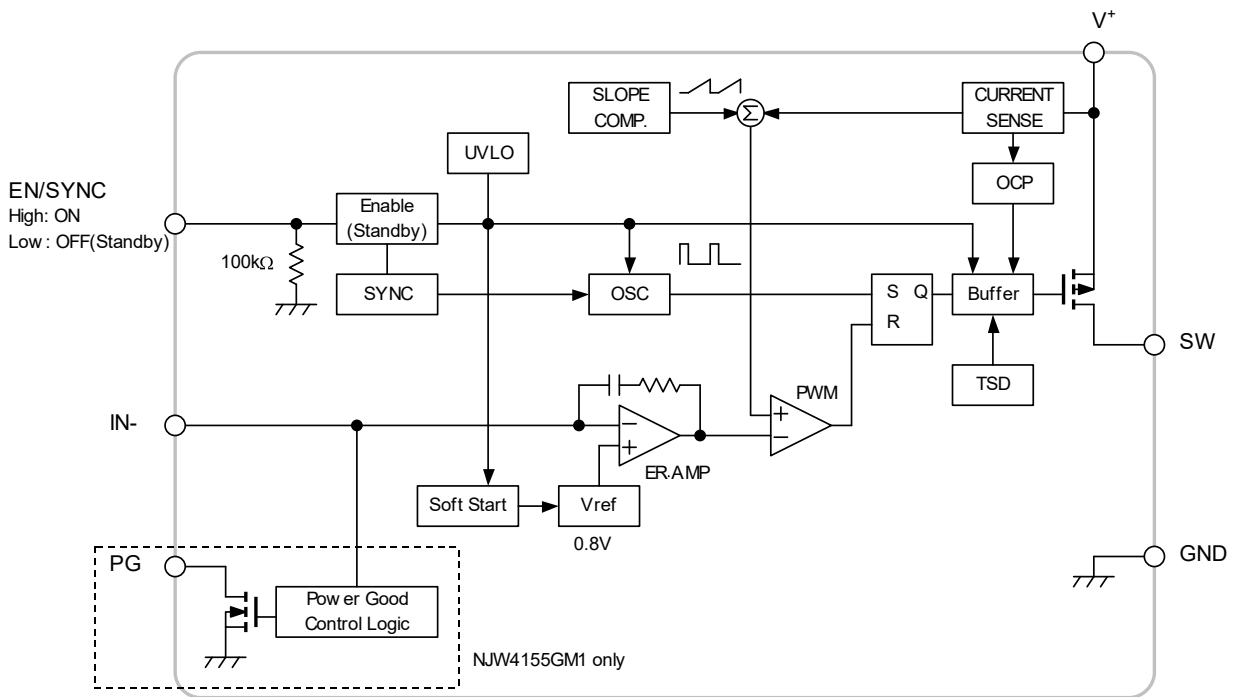 V+
SLOPE
COMP.
Σ
CURRENT
SENSE
UVLO
OCP
EN/SYNC
High: ON
Low : OFF(Standby)
Enable
(Standby)
100kΩ
SYNC
OSC
S Q
R
Buffer
SW
TSD
PWM
IN-
−
+
+
−
ER.AMP
Soft Start
Vref
0.8V
PG
GND
Power Good
Control Logic
NJW4155GM1 only